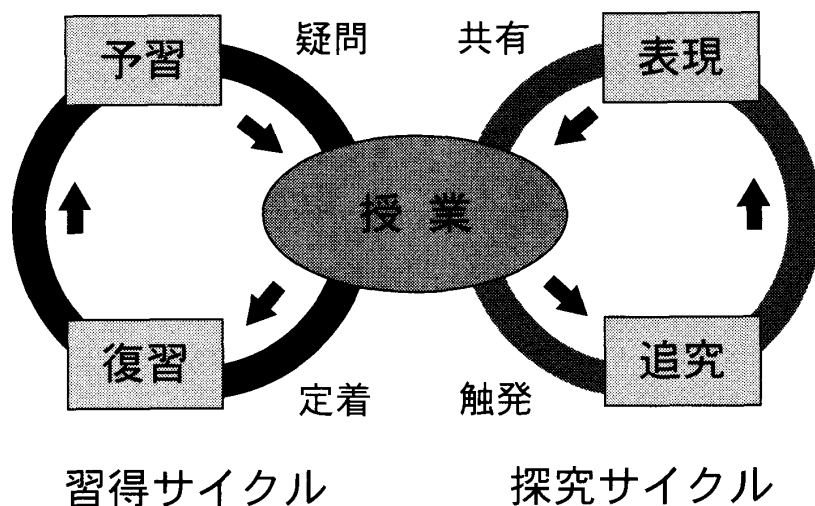 予習
疑問
共有
表現
授業
復習
定着
触発
追究
習得サイクル
探究サイクル